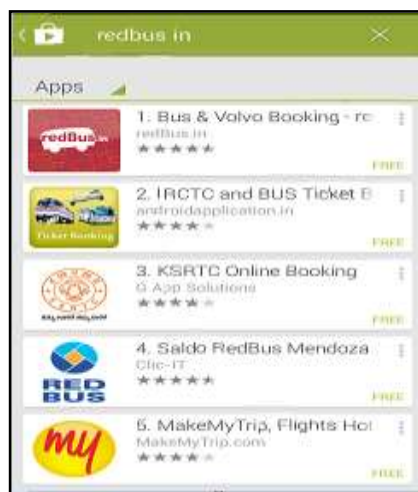 redbus in
Apps
redBus.in
1. Bus & Volvo Booking - re
redBus.in
FREE
Ticket Booking
2. IRCTC and BUS Ticket B
androidapplication.in
FREE
3. KSRTC Online Booking
G App Solutions
FREE
RED
BUS
4. Saldo RedBus Mendoza
Clic-IT
FREE
my
5. MakeMyTrip, Flights Hot
MakeMyTrip.com
FREE